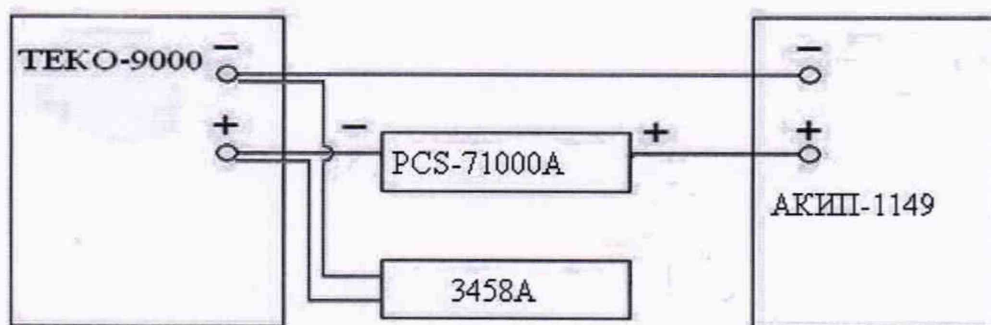 ТЕКО-9000
−
−
+
−
+
+
PCS-71000A
АКИП-1149
3458A